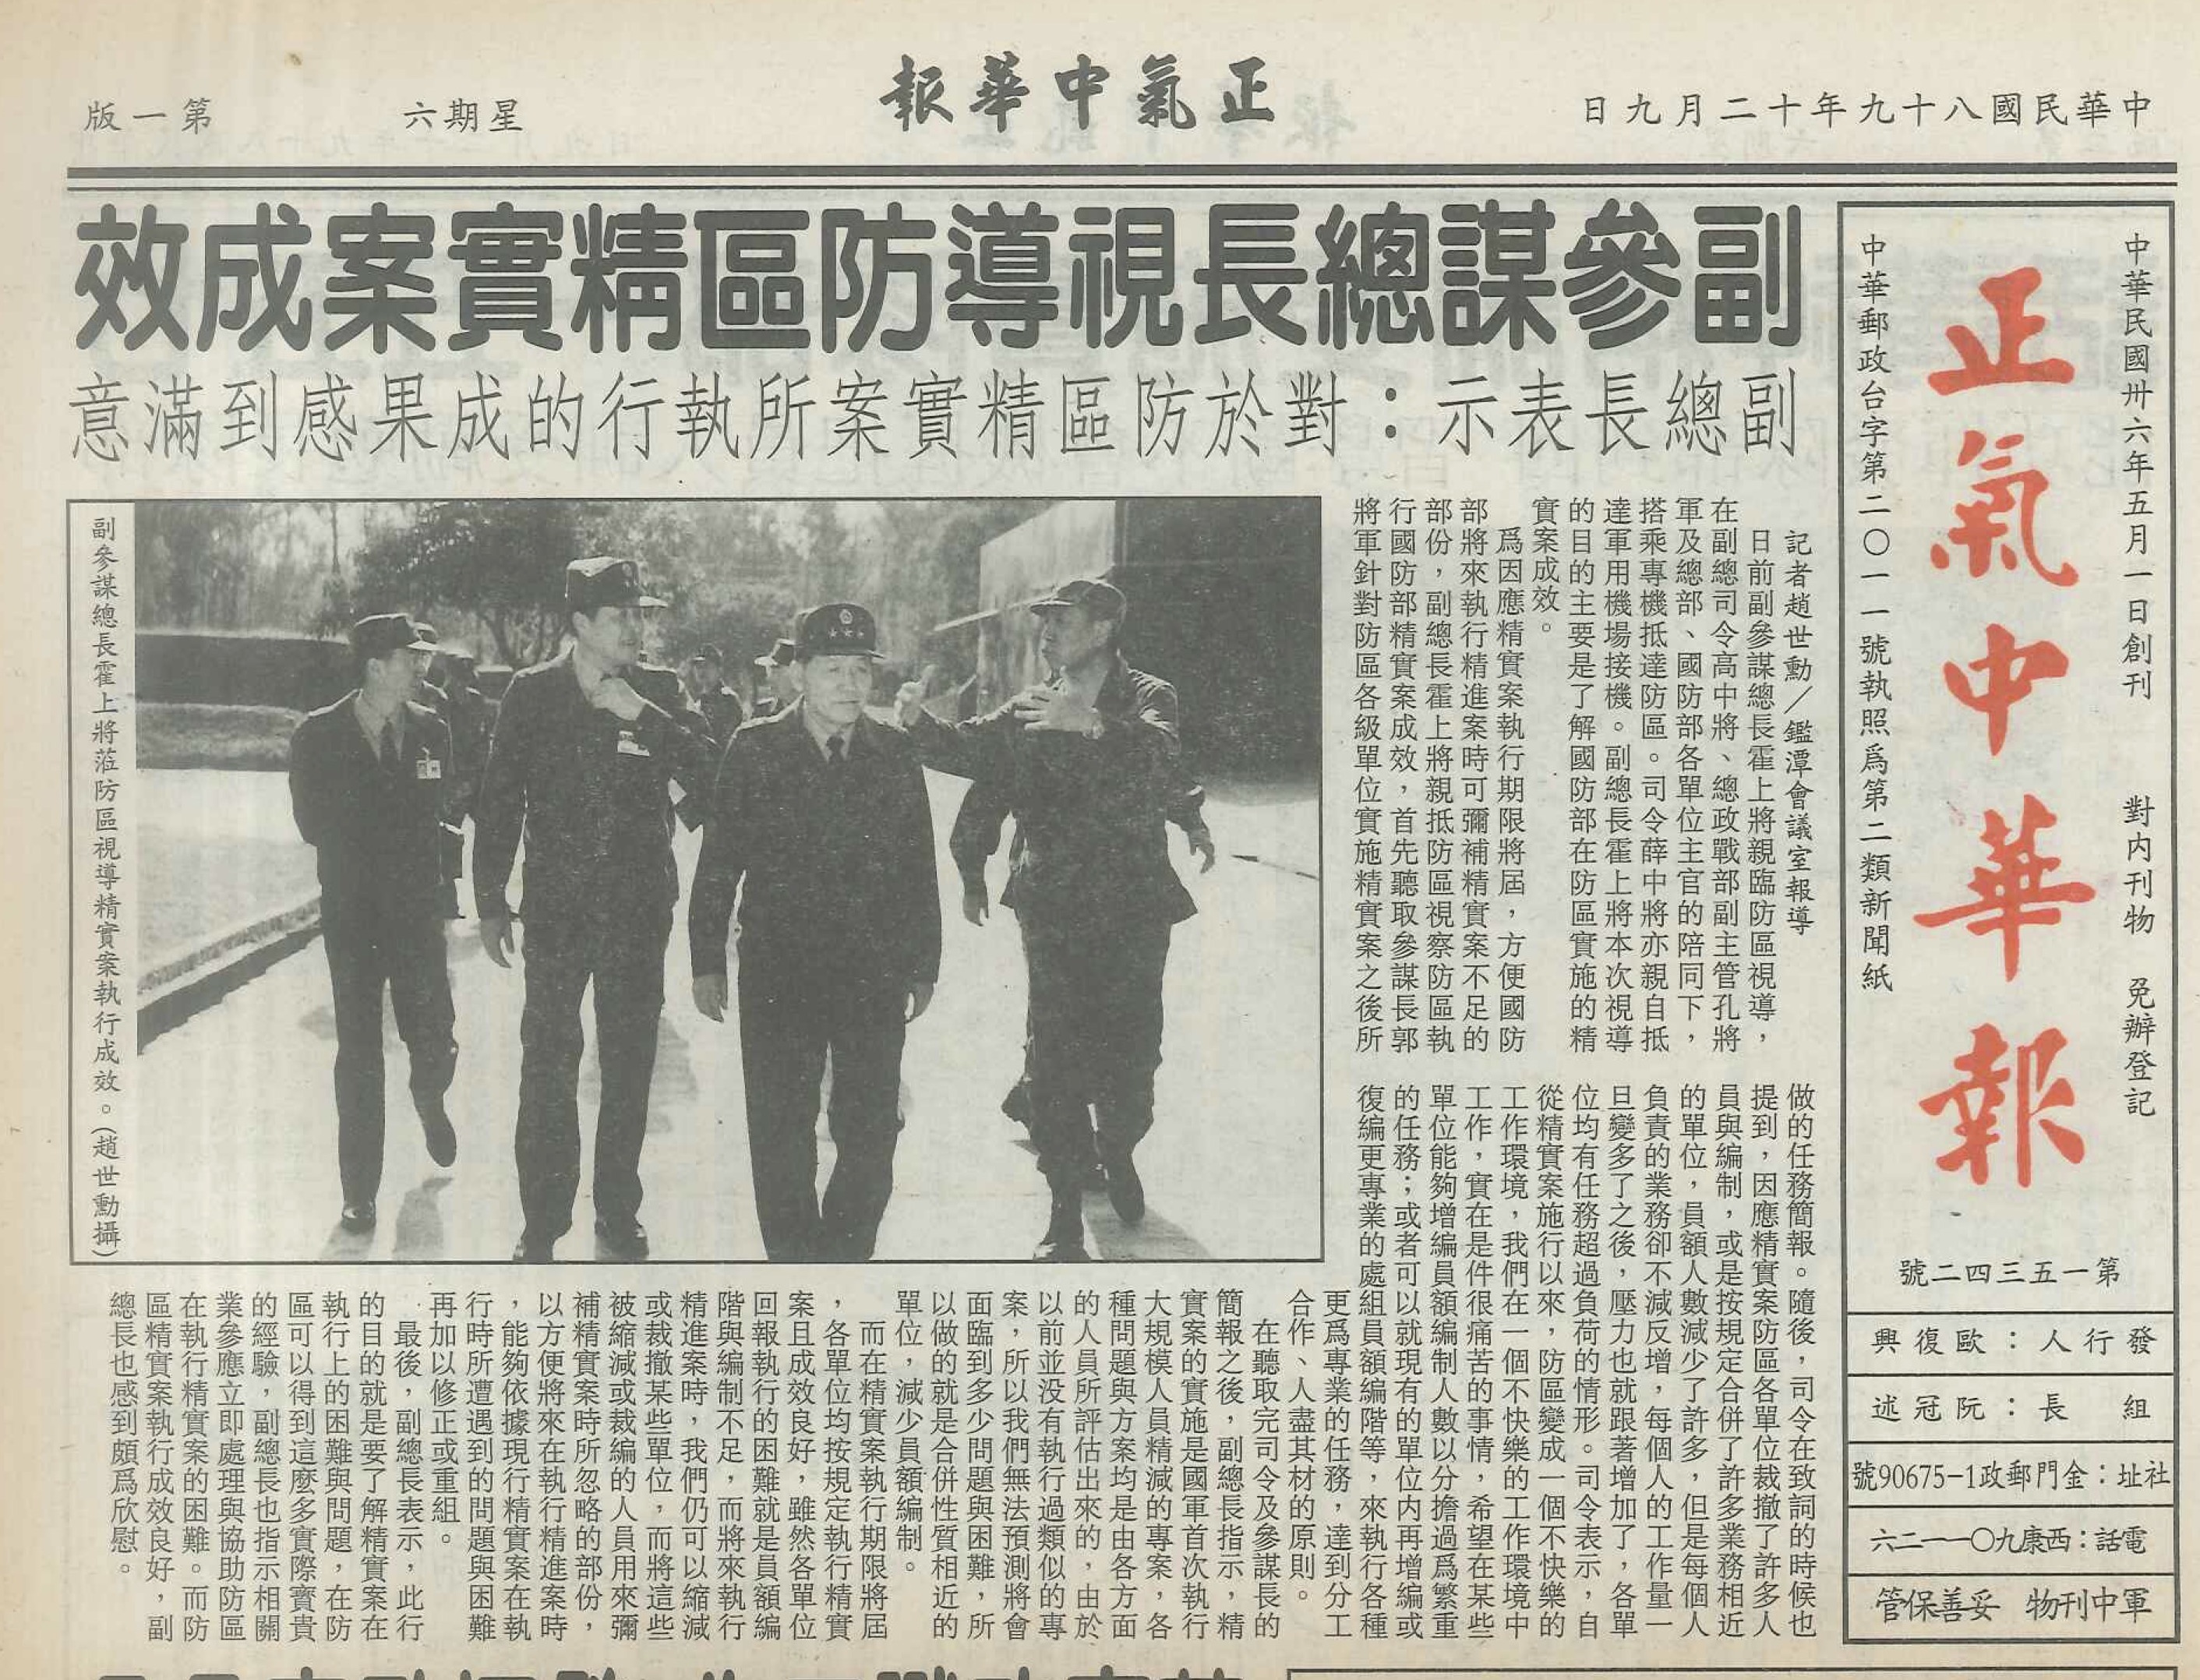 中華民國八十九年十二月九日
正氣中華報
星期六
第一版
中華民國卅六年五月一日創刊　對內刊物　免辦登記
正氣中華報
中華郵政台字第二〇一一號執照爲第二類新聞紙
第一五三四二號
發行人：歐復興
組　長：阮冠述
社址：金門郵政90675-1號
電話：西康九〇一一二六
軍中刊物　妥善保管
副參謀總長視導防區精實案成效
副總長表示：對於防區精實案所執行的成果感到滿意
記者趙世勳／鑑潭會議室報導
日前副參謀總長霍上將親臨防區視導，
在副總司令高中將、總政戰部副主管孔將
軍及總部、國防部各單位主官的陪同下，
搭乘專機抵達防區。司令薛中將亦親自抵
達軍用機場接機。副總長霍上將本次視導
的目的主要是了解國防部在防區實施的精
實案成效。
爲因應精實案執行期限將屆，方便國防
部將來執行精進案時可彌補精實案不足的
部份，副總長霍上將親抵防區視察防區執
行國防部精實案成效，首先聽取參謀長郭
將軍針對防區各級單位實施精實案之後所
做的任務簡報。隨後，司令在致詞的時候也
提到，因應精實案防區各單位裁撤了許多人
員與編制，或是按規定合併了許多業務相近
的單位，員額人數減少了許多，但是每個人
負責的業務卻不減反增，每個人的工作量一
旦變多了之後，壓力也就跟著增加了，各單
位均有任務超過負荷的情形。司令表示，自
從精實案施行以來，防區變成一個不快樂的
工作環境，我們在一個不快樂的工作環境中
工作，實在是件很痛苦的事情，希望在某些
單位能夠增編員額編制人數以分擔過爲繁重
的任務；或者可以就現有的單位內再增編或
復編更專業的處組員額編階等，來執行各種
更爲專業的任務，達到分工
合作、人盡其材的原則。
在聽取完司令及參謀長的
簡報之後，副總長指示，精
實案的實施是國軍首次執行
大規模人員精減的專案，各
種問題與方案均是由各方面
的人員所評估出來的，由於
以前並沒有執行過類似的專
案，所以我們無法預測將會
面臨到多少問題與困難，所
以做的就是合併性質相近的
單位，減少員額編制。
而在精實案執行期限將屆
，各單位均按規定執行精實
案且成效良好，雖然各單位
回報執行的困難就是員額編
階與編制不足，而將來執行
精進案時，我們仍可以縮減
或裁撤某些單位，而將這些
被縮減或裁編的人員用來彌
補精實案時所忽略的部份，
以方便將來在執行精進案時
，能夠依據現行精實案在執
行時所遭遇到的問題與困難
再加以修正或重組。
最後，副總長表示，此行
的目的就是要了解精實案在
執行上的困難與問題，在防
區可以得到這麼多實際寶貴
的經驗，副總長也指示相關
業參應立即處理與協助防區
在執行精實案的困難。而防
區精實案執行成效良好，副
總長也感到頗爲欣慰。
副參謀總長霍上將蒞防區視導精實案執行成效。（趙世勳攝）